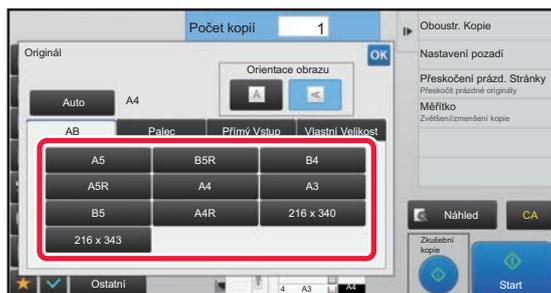 Počet kopií 1
Originál
OK
Orientace obrazu
A A
Auto A4
AB Palec Přímý Vstup Vlastní Velikost
A5 B5R B4
A5R A4 A3
B5 A4R 216 x 340
216 x 343
Ostatní
4 A3 A4
Oboustr. Kopie
Nastavení pozadí
Přeskočení prázd. Stránky
Přeskočit prázdné originály
Měřítko
Zvětšení/zmenšení kopie
Náhled CA
Zkušební
kopie
Start